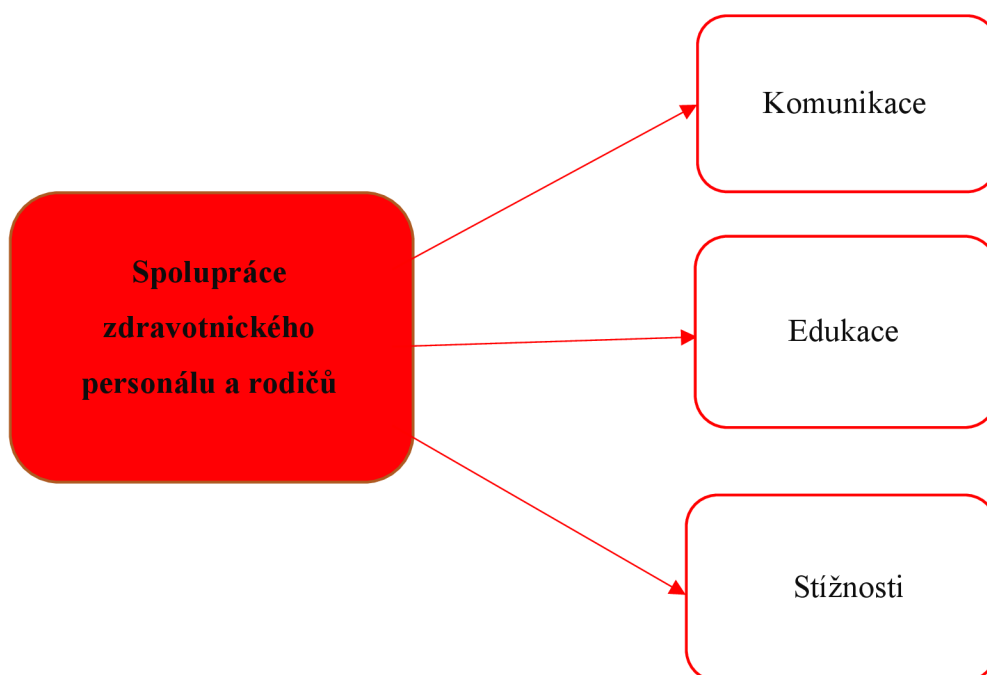 Spolupráce
zdravotnického
personálu a rodičů
Komunikace
Edukace
Stížnosti